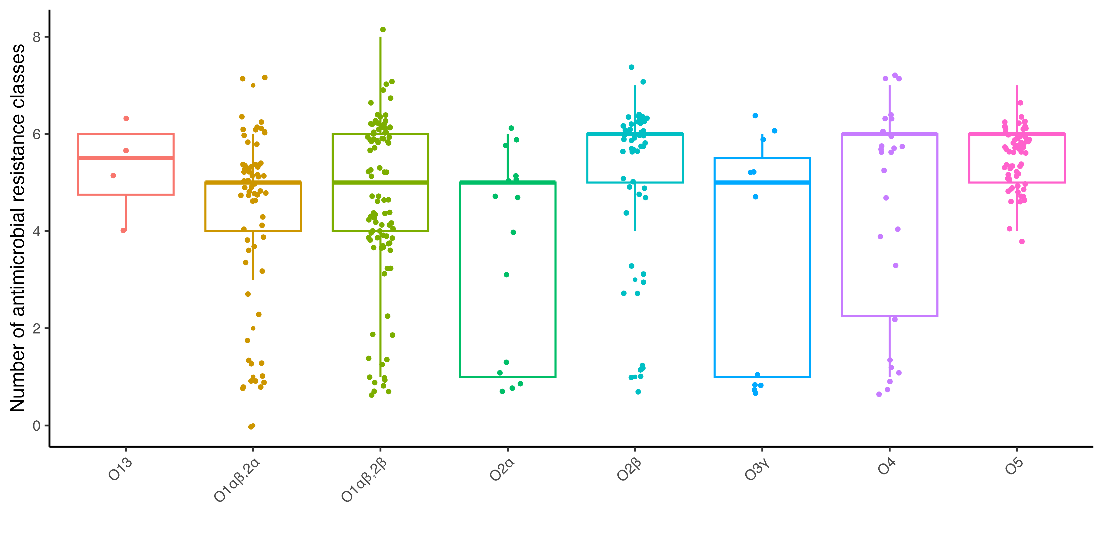 Number of antimicrobial resistance classes
8
6
4
2
0
O13
O1αβ,2α
O1αβ,2β
O2α
O2β
O3γ
O4
O5